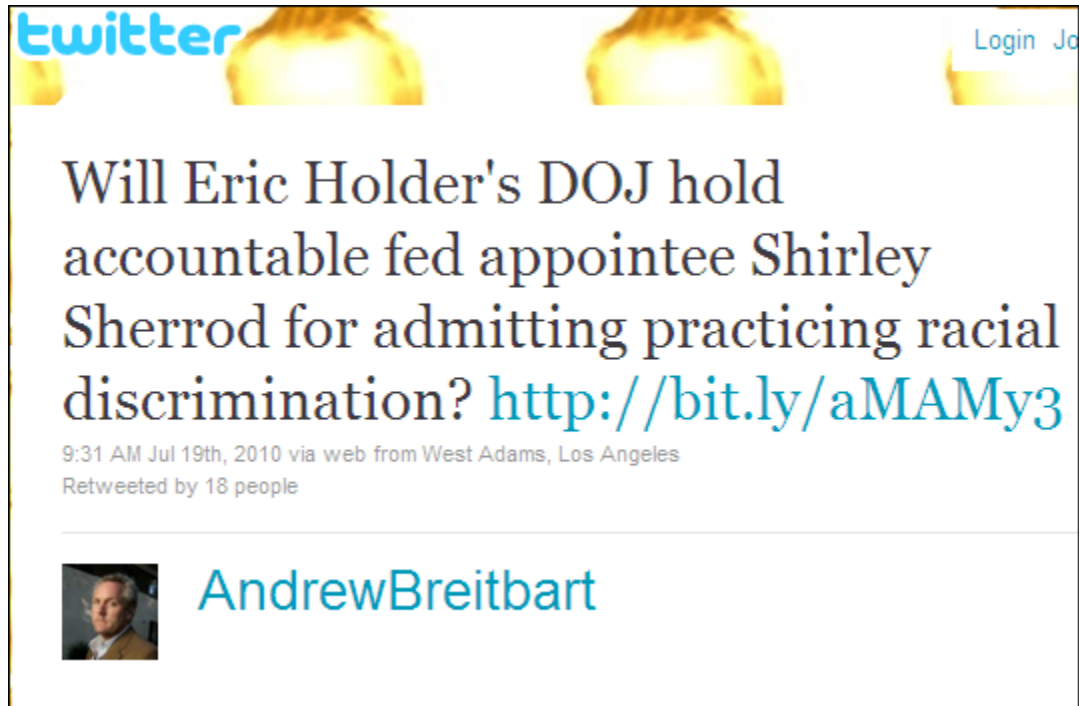 twitter
Login Jo
Will Eric Holder's DOJ hold
accountable fed appointee Shirley
Sherrod for admitting practicing racial
discrimination? http://bit.ly/aMAMy3
9:31 AM Jul 19th, 2010 via web from West Adams, Los Angeles
Retweeted by 18 people
AndrewBreitbart